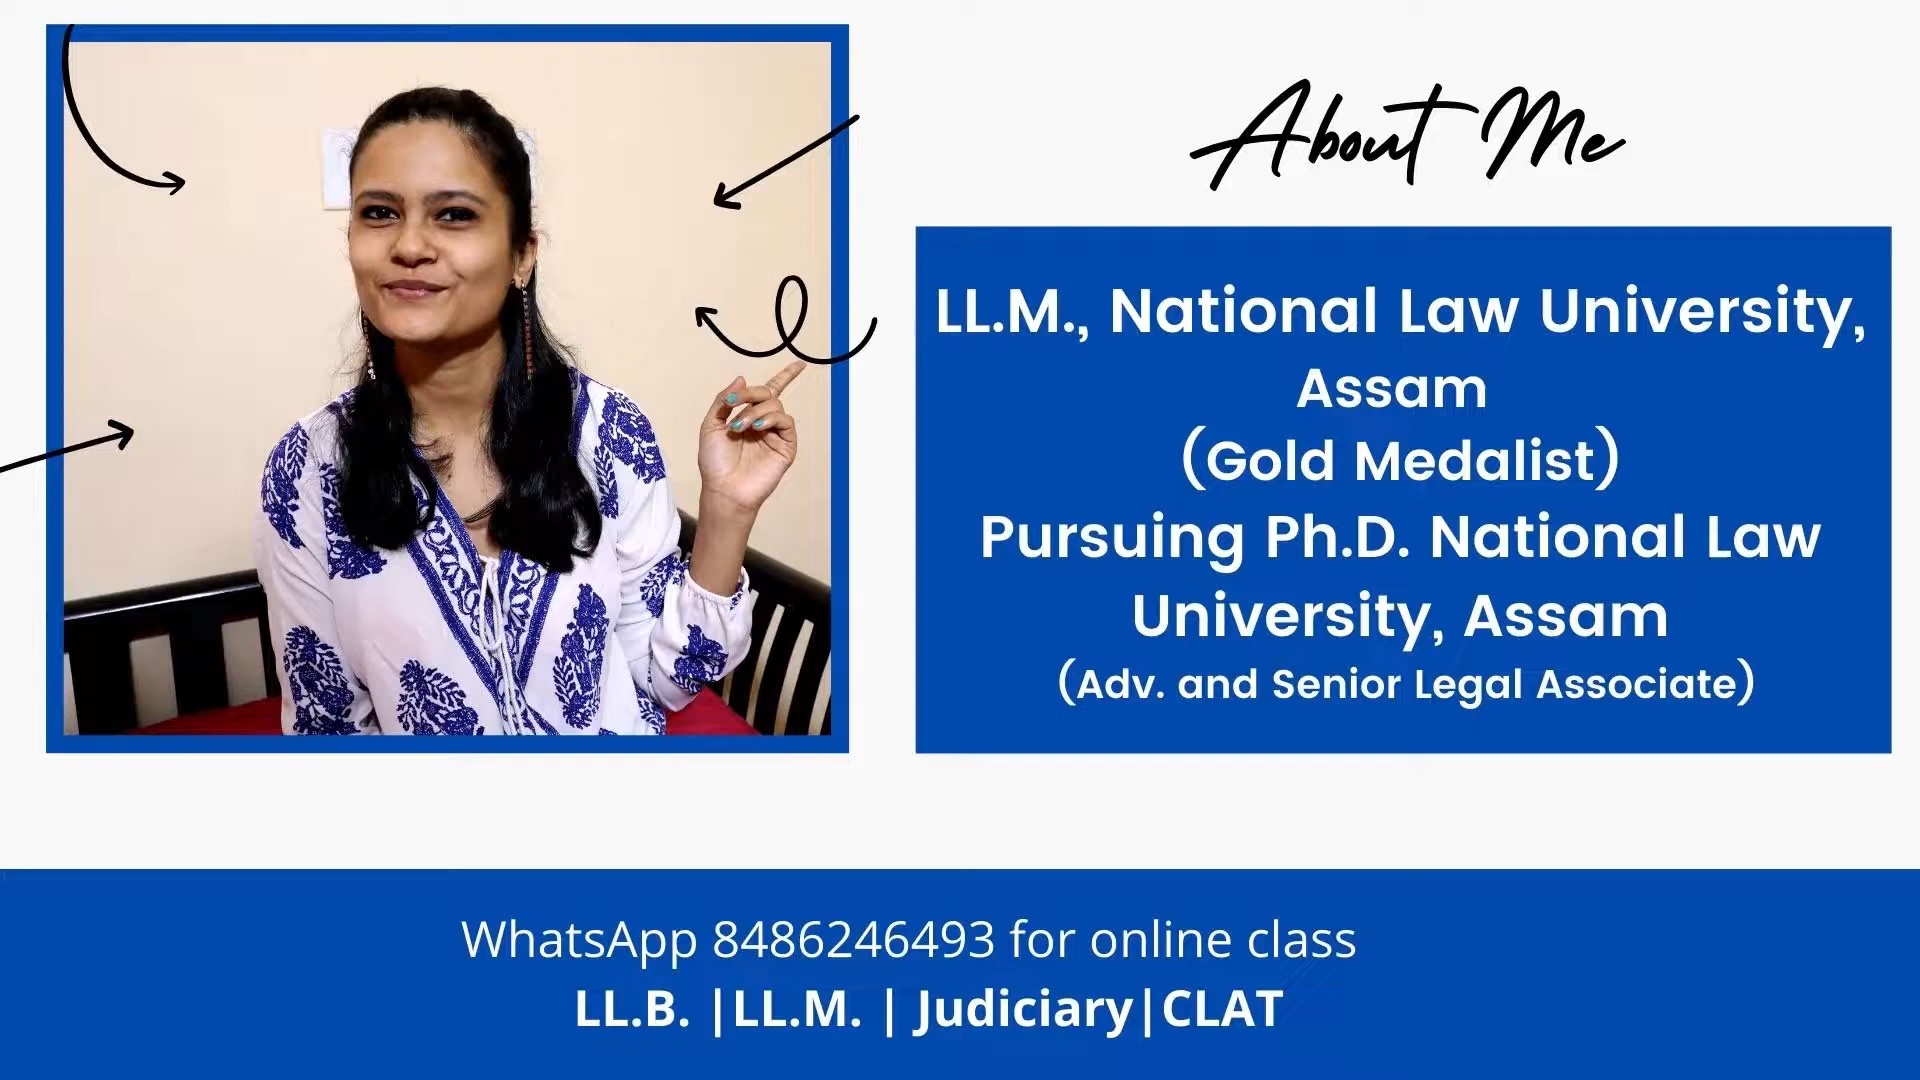 About Me
LL.M., National Law University,
Assam
(Gold Medalist)
Pursuing Ph.D. National Law
University, Assam
(Adv. and Senior Legal Associate)
WhatsApp 8486246493 for online class
LL.B. |LL.M. | Judiciary|CLAT